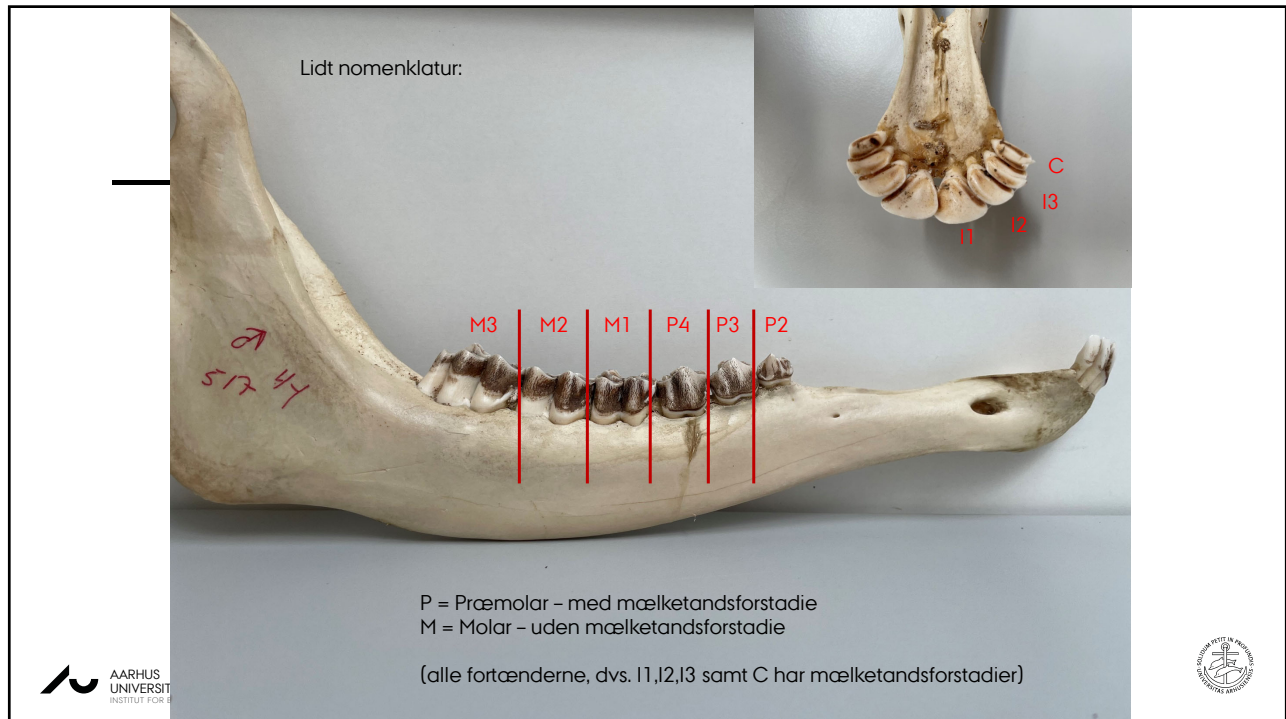 Lidt nomenklatur:
C
I3
I2
I1
M3 M2 M1 P4 P3 P2
♂
517 4Y
P = Præmolar – med mælketandsforstadie
M = Molar – uden mælketandsforstadie
(alle fortænderne, dvs. I1,I2,I3 samt C har mælketandsforstadier)
AARHUS
UNIVERSIT
INSTITUT FOR